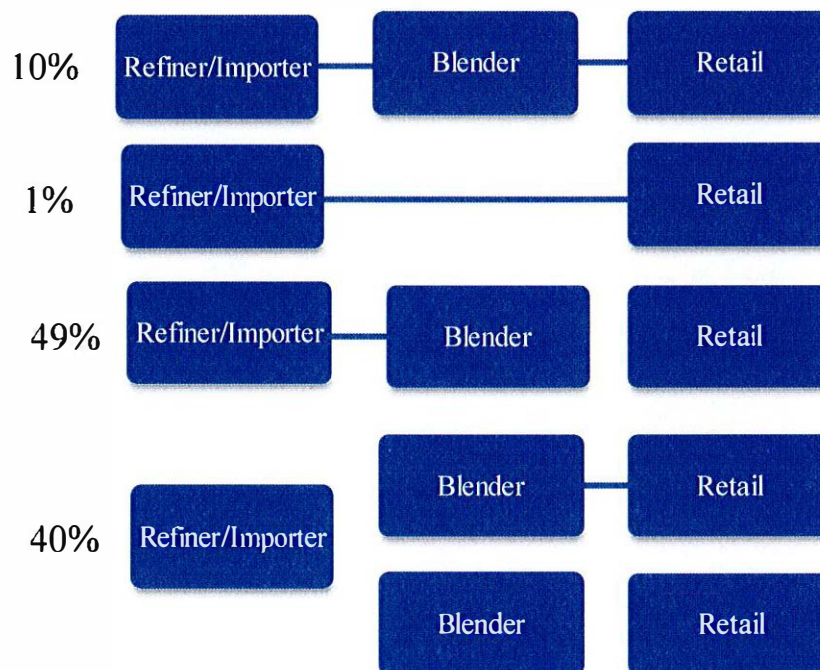 10% Refiner/Importer Blender Retail
1% Refiner/Importer Retail
49% Refiner/Importer Blender Retail
Blender Retail
40% Refiner/Importer
Blender Retail